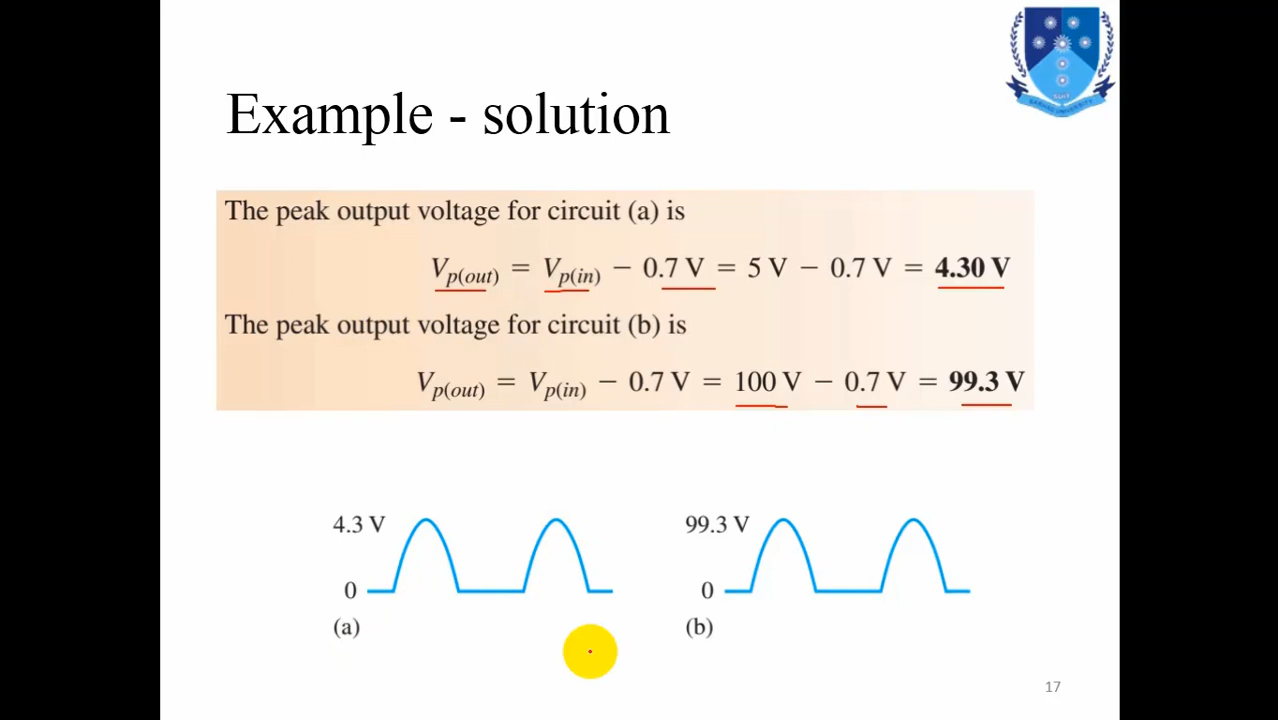 Example - solution
The peak output voltage for circuit (a) is
Vp(out) = Vp(in) − 0.7 V = 5 V − 0.7 V = 4.30 V
The peak output voltage for circuit (b) is
Vp(out) = Vp(in) − 0.7 V = 100 V − 0.7 V = 99.3 V
4.3 V
0
(a)
99.3 V
0
(b)
17